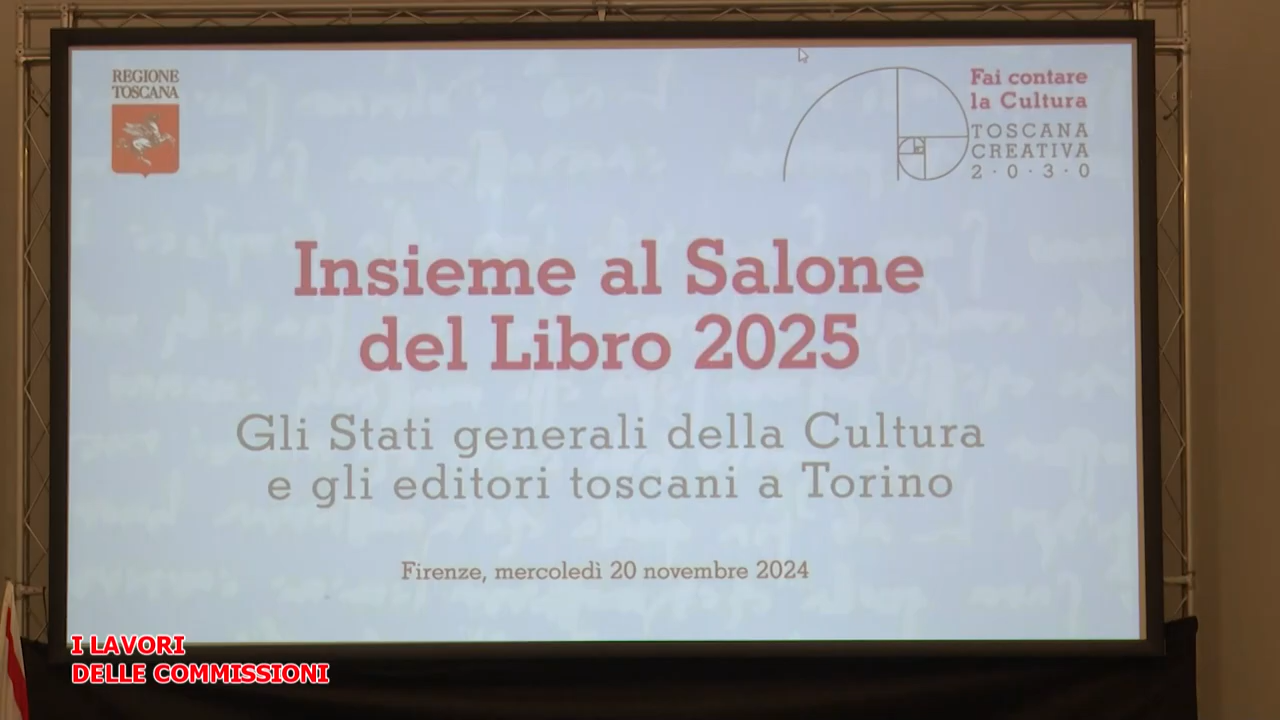 REGIONE
TOSCANA
Fai contare
la Cultura
TOSCANA
CREATIVA
2·0·3·0
Insieme al Salone
del Libro 2025
Gli Stati generali della Cultura
e gli editori toscani a Torino
Firenze, mercoledì 20 novembre 2024
I LAVORI
DELLE COMMISSIONI